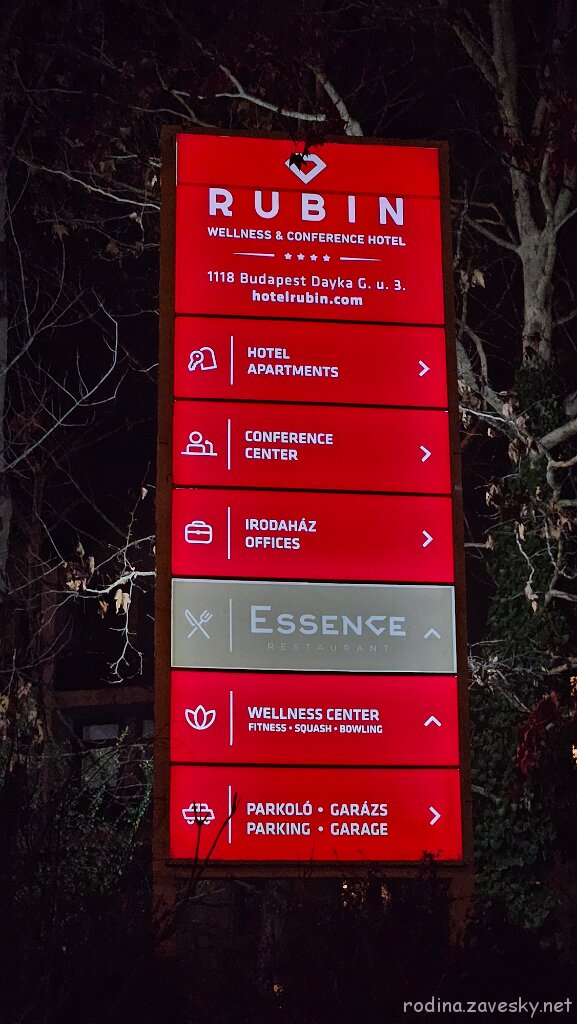 RUBIN
WELLNESS & CONFERENCE HOTEL
1118 Budapest Dayka G. u. 3.
hotelrubin.com
HOTEL
APARTMENTS
CONFERENCE
CENTER
IRODAHÁZ
OFFICES
ESSENCE
RESTAURANT
WELLNESS CENTER
FITNESS • SQUASH • BOWLING
PARKOLÓ • GARÁZS
PARKING • GARAGE
rodina.zavesky.net